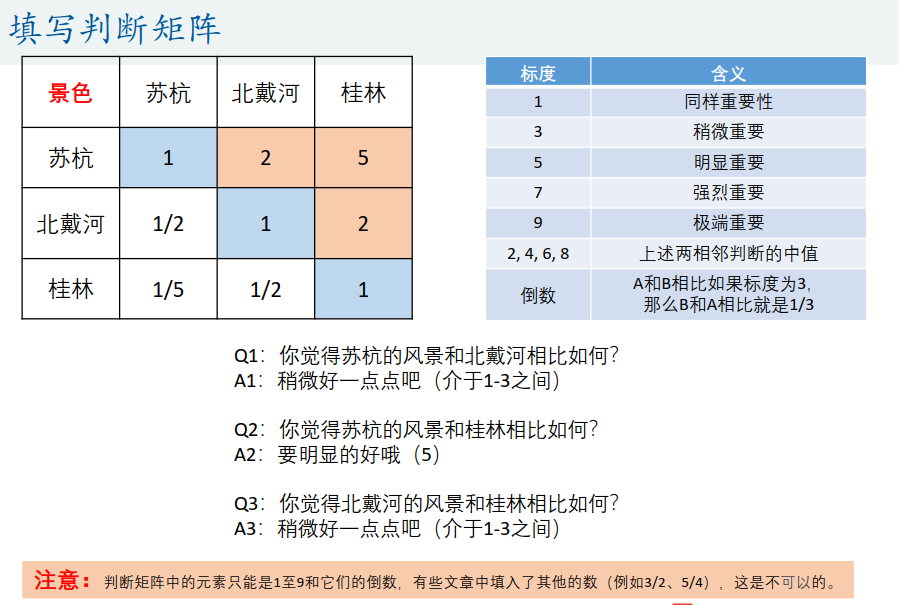 填写判断矩阵
景色 苏杭 北戴河 桂林
苏杭 1 2 5
北戴河 1/2 1 2
桂林 1/5 1/2 1
标度 含义
1 同样重要性
3 稍微重要
5 明显重要
7 强烈重要
9 极端重要
2, 4, 6, 8 上述两相邻判断的中值
倒数 A和B相比如果标度为3,
那么B和A相比就是1/3
Q1：你觉得苏杭的风景和北戴河相比如何?
A1：稍微好一点点吧（介于1-3之间）
Q2：你觉得苏杭的风景和桂林相比如何?
A2：要明显的好哦（5）
Q3：你觉得北戴河的风景和桂林相比如何?
A3：稍微好一点点吧（介于1-3之间）
注意：判断矩阵中的元素只能是1至9和它们的倒数，有些文章中填入了其他的数（例如3/2、5/4），这是不可以的。